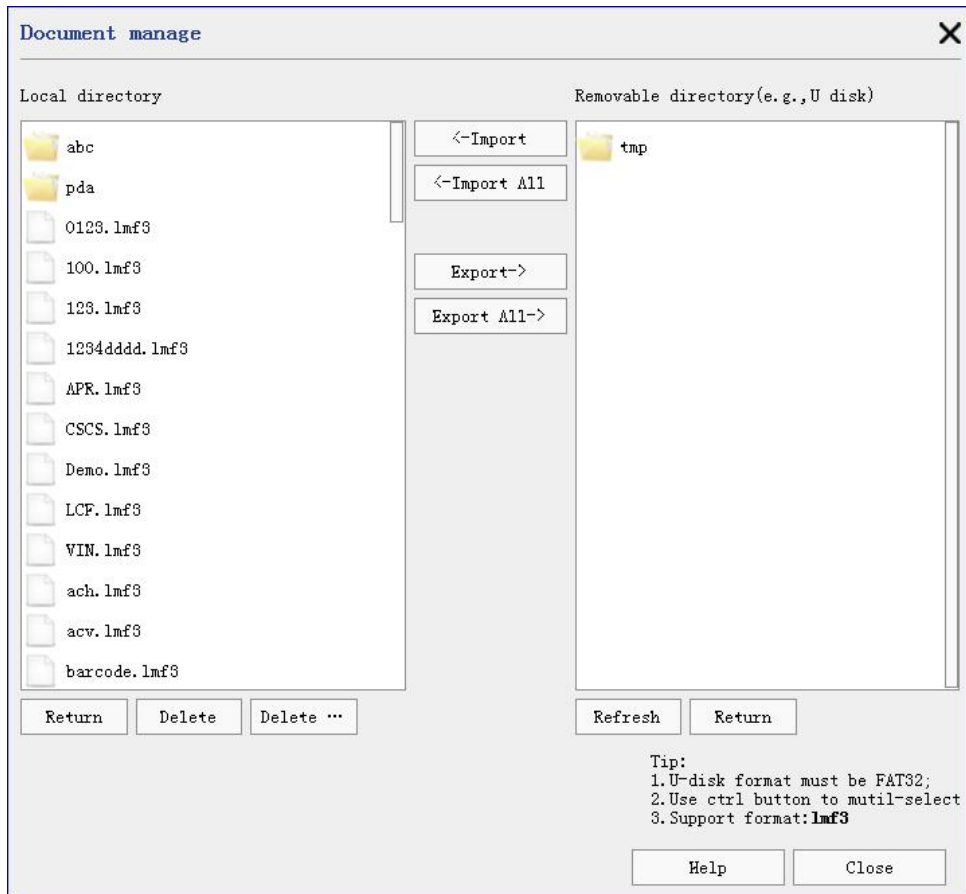 Document manage
Local directory
Removable directory(e.g.,U disk)
abc
pda
0123.lmf3
100.lmf3
123.lmf3
1234dddd.lmf3
APR.lmf3
CSCS.lmf3
Demo.lmf3
LCF.lmf3
VIN.lmf3
ach.lmf3
acv.lmf3
barcode.lmf3
<-Import
<-Import All
Export->
Export All->
tmp
Return
Delete
Delete ···
Refresh
Return
Tip:
1.U-disk format must be FAT32;
2.Use ctrl button to mutil-select
3.Support format:lmf3
Help
Close